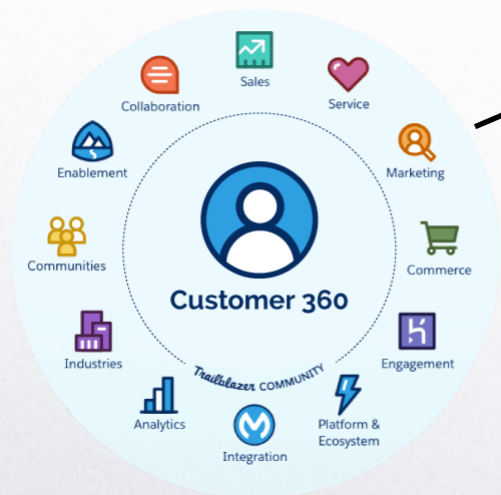 Sales
Service
Marketing
Commerce
Engagement
Platform &
Ecosystem
Integration
Analytics
Industries
Communities
Enablement
Collaboration
Customer 360
Trailblazer COMMUNITY